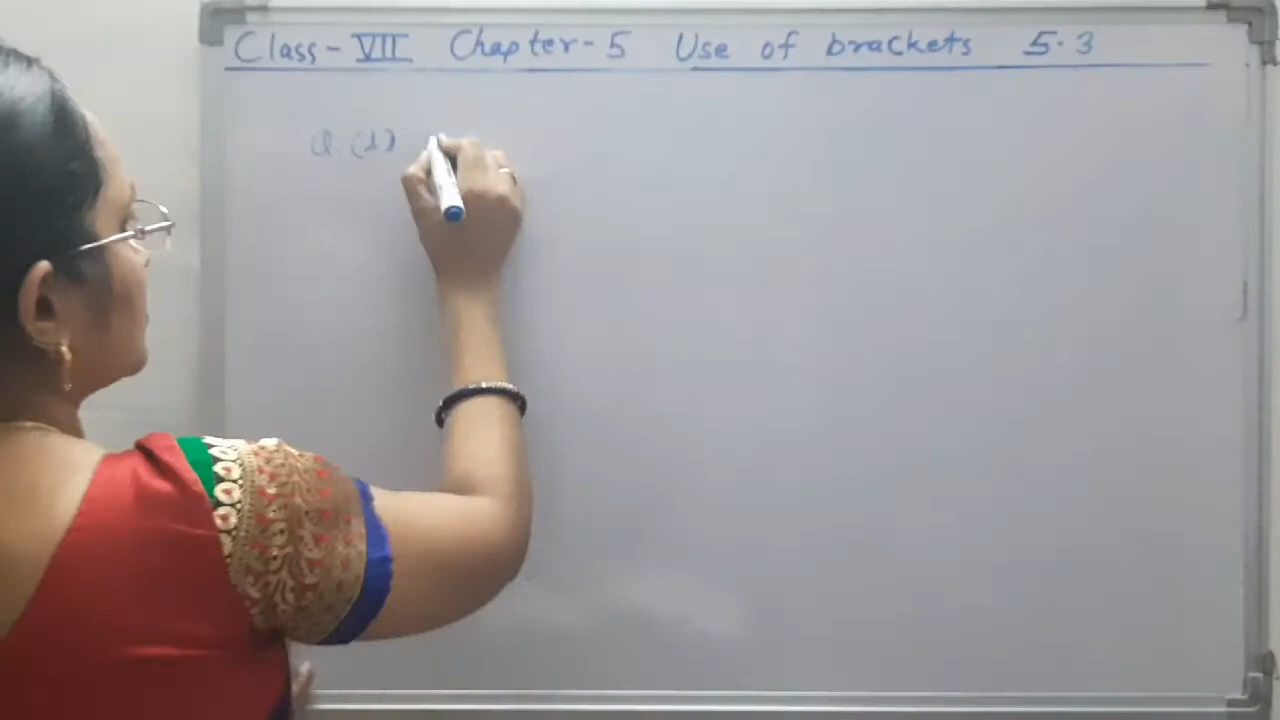 Class-VII Chapter-5 Use of brackets 5.3
Q.(1)